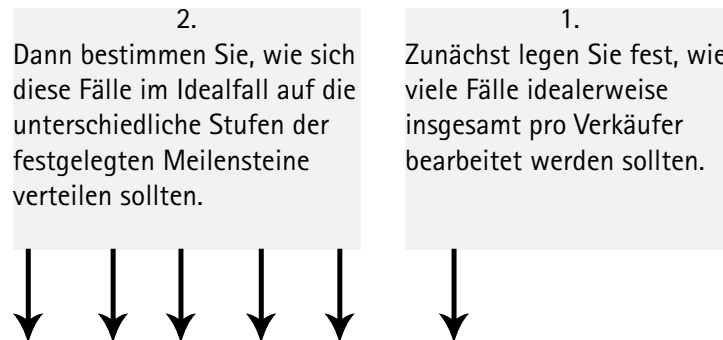 2.
Dann bestimmen Sie, wie sich
diese Fälle im Idealfall auf die
unterschiedliche Stufen der
festgelegten Meilensteine
verteilen sollten.
1.
Zunächst legen Sie fest, wie
viele Fälle idealerweise
insgesamt pro Verkäufer
bearbeitet werden sollten.